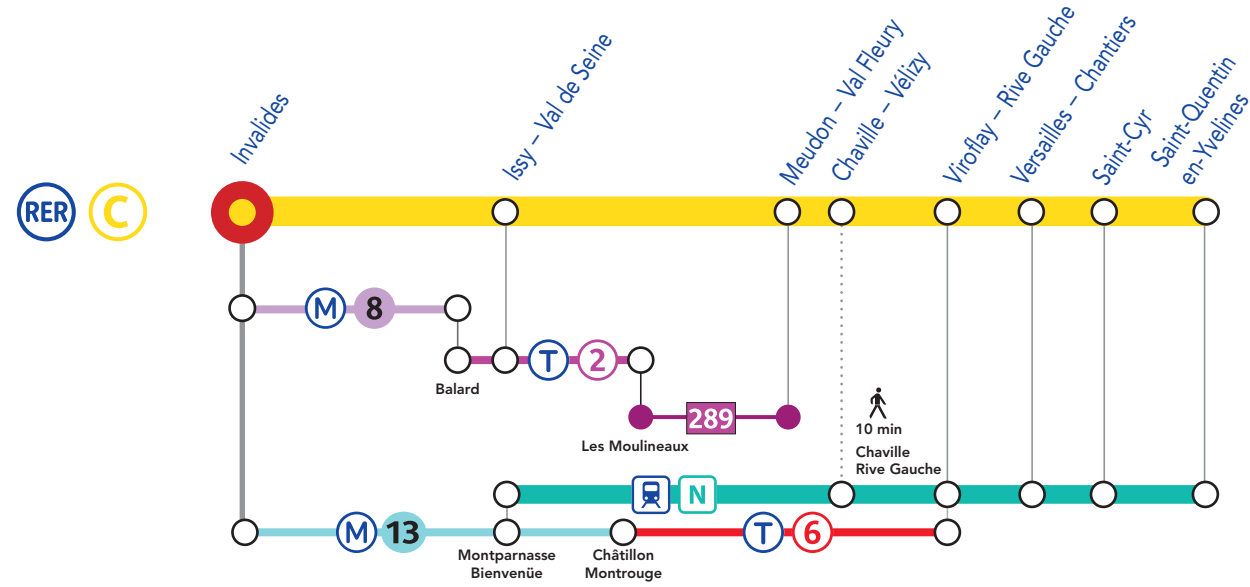 Invalides
Issy – Val de Seine
Meudon – Val Fleury
Chaville – Vélizy
Viroflay – Rive Gauche
Versailles – Chantiers
Saint-Cyr
Saint-Quentin
en-Yvelines
RER C
M 8
Balard
T 2
289
Les Moulineaux
10 min
Chaville
Rive Gauche
N
M 13
T 6
Montparnasse
Bienvenüe
Châtillon
Montrouge